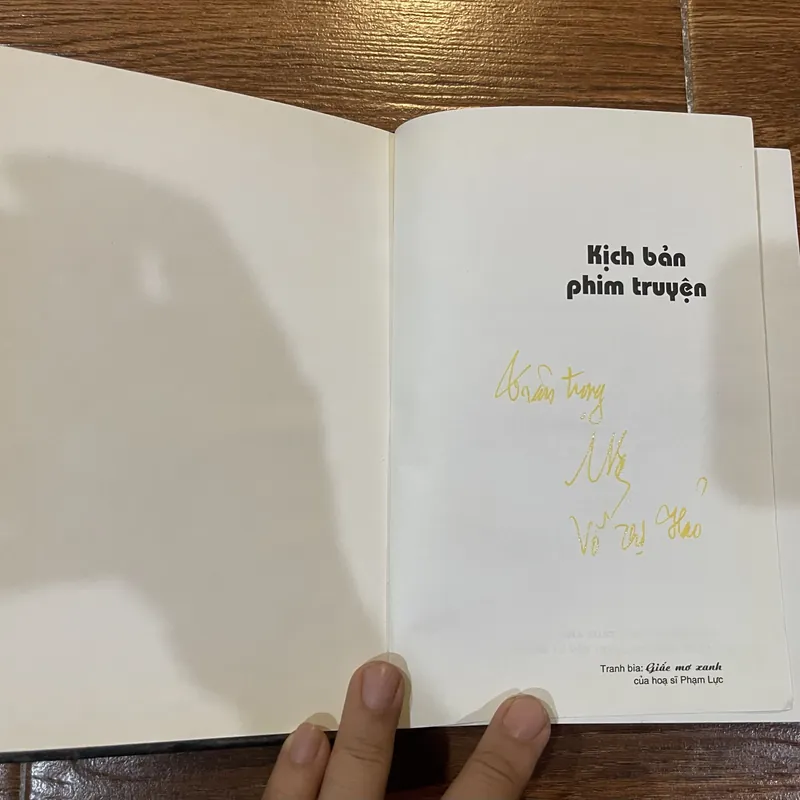 Kịch bản
phim truyện
Trân trọng
Võ Thị Hảo
Tranh bìa: Giấc mơ xanh
của hoạ sĩ Phạm Lực